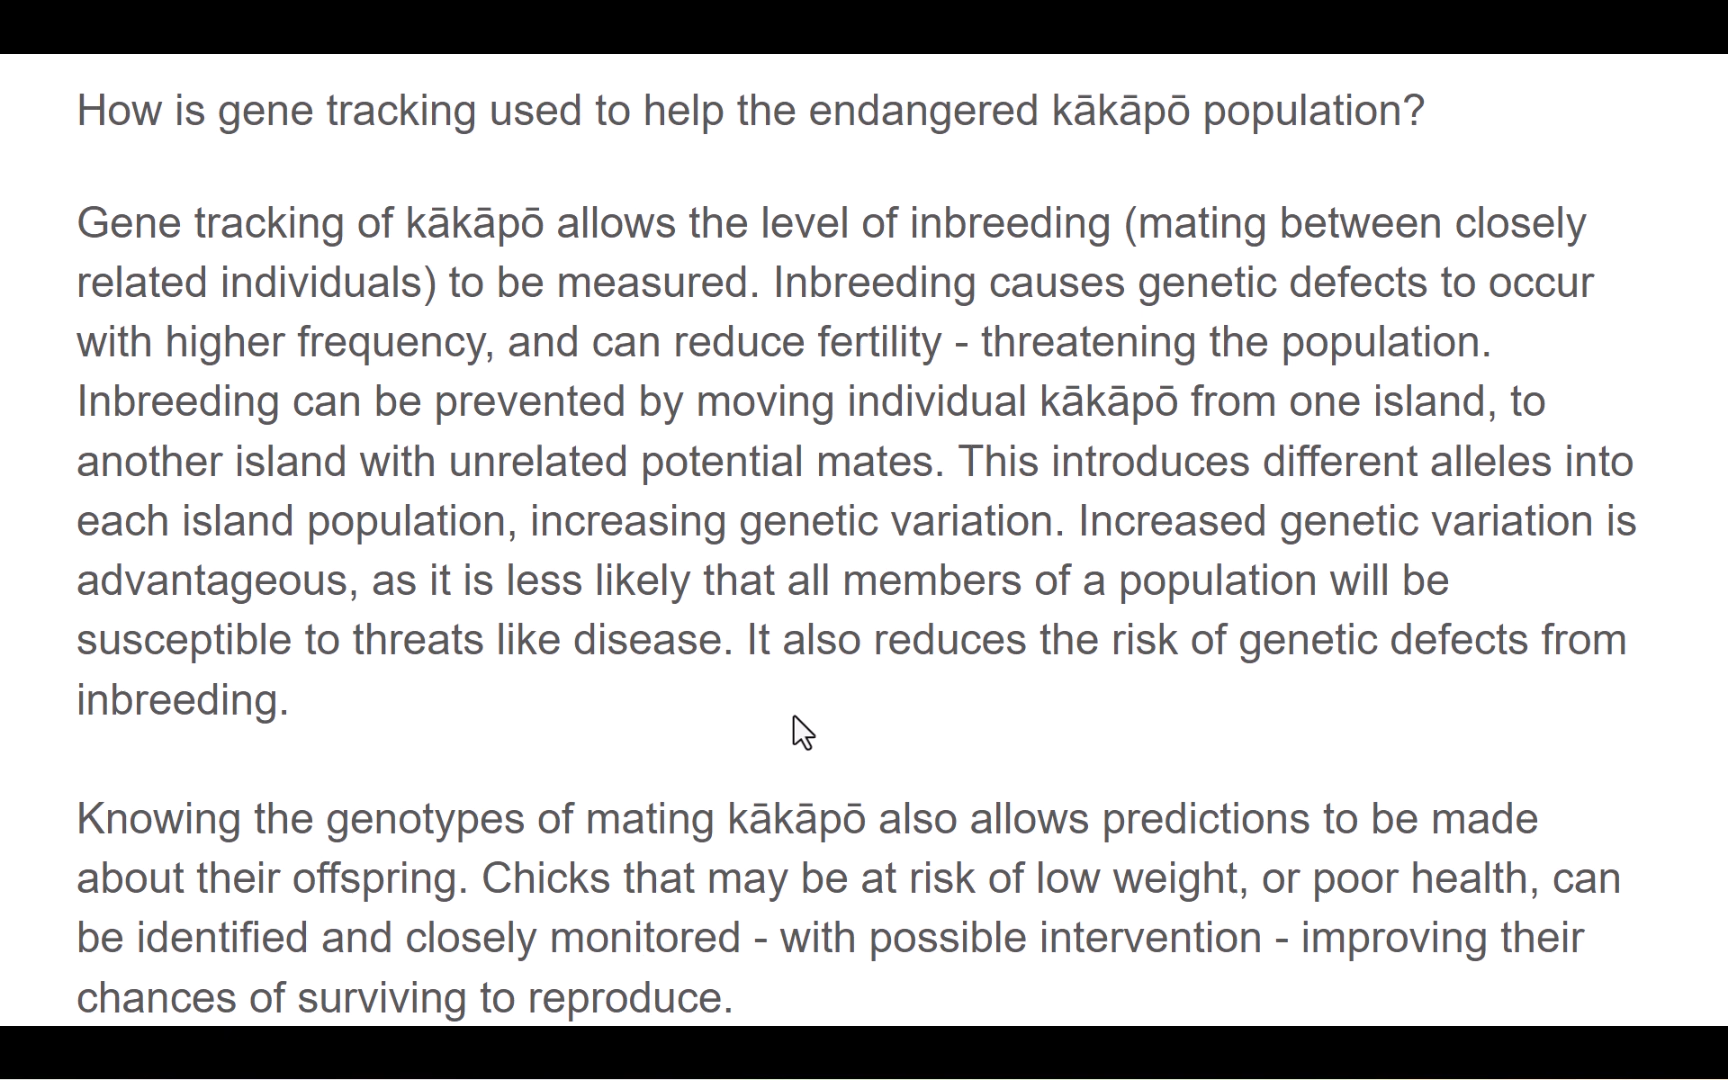 How is gene tracking used to help the endangered kākāpō population?
Gene tracking of kākāpō allows the level of inbreeding (mating between closely
related individuals) to be measured. Inbreeding causes genetic defects to occur
with higher frequency, and can reduce fertility - threatening the population.
Inbreeding can be prevented by moving individual kākāpō from one island, to
another island with unrelated potential mates. This introduces different alleles into
each island population, increasing genetic variation. Increased genetic variation is
advantageous, as it is less likely that all members of a population will be
susceptible to threats like disease. It also reduces the risk of genetic defects from
inbreeding.
Knowing the genotypes of mating kākāpō also allows predictions to be made
about their offspring. Chicks that may be at risk of low weight, or poor health, can
be identified and closely monitored - with possible intervention - improving their
chances of surviving to reproduce.